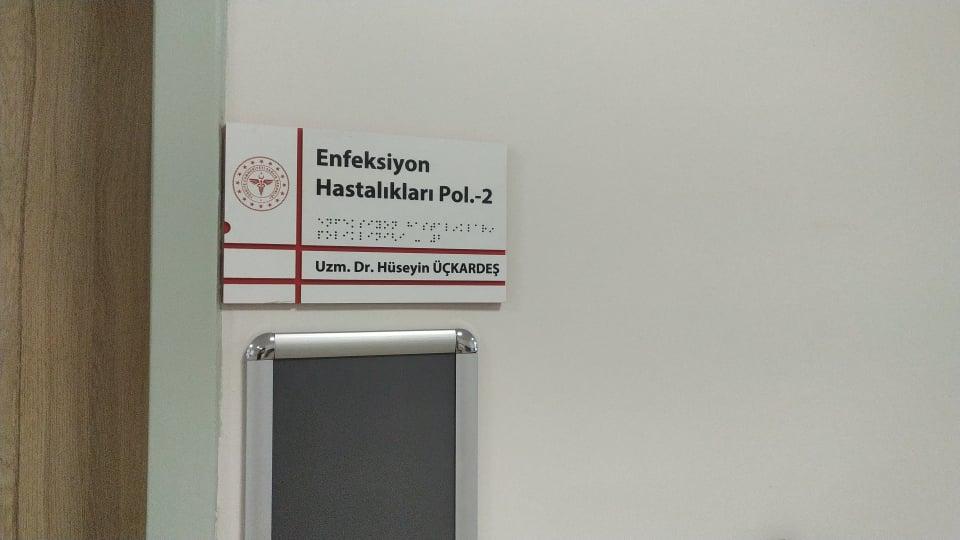 Enfeksiyon
Hastalıkları Pol.-2
Uzm. Dr. Hüseyin ÜÇKARDEŞ